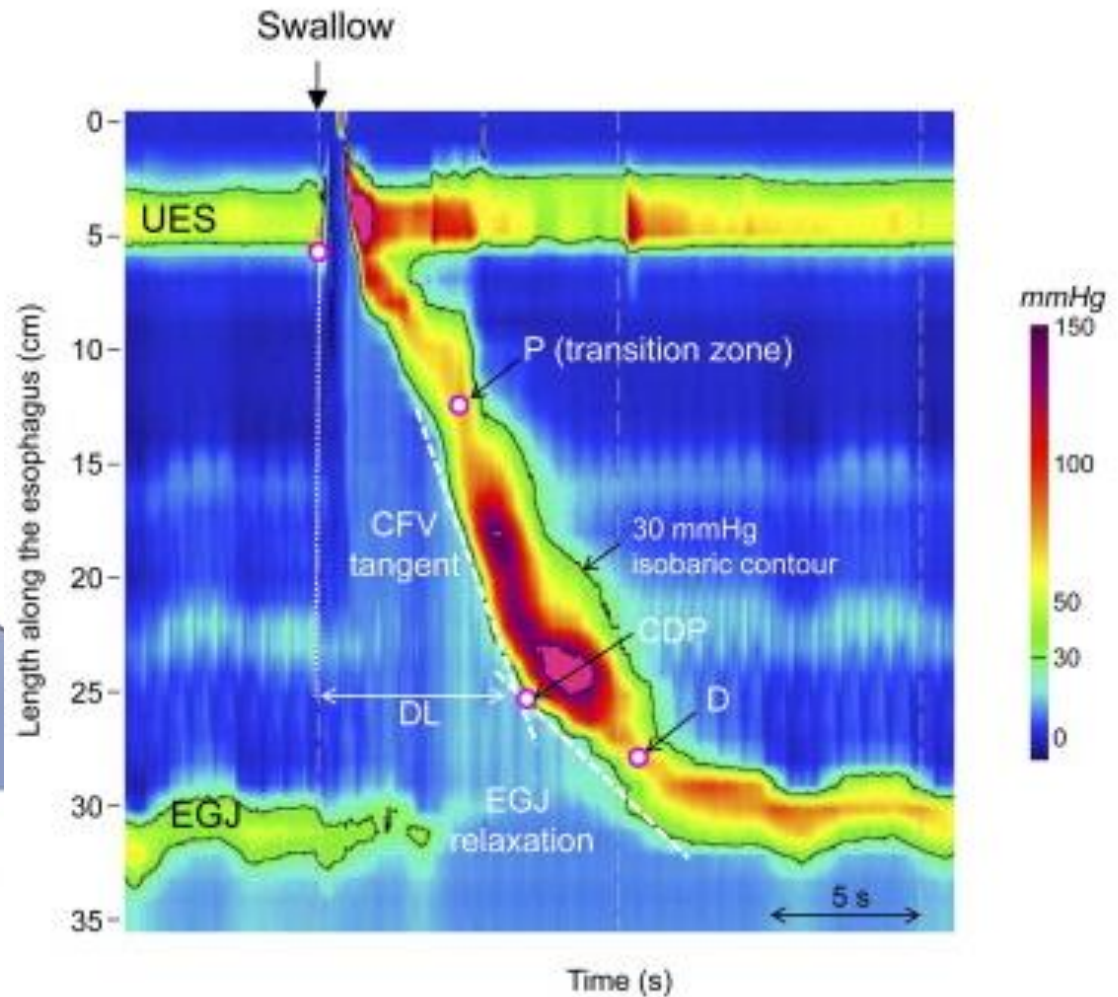 Swallow
0
UES
5
mmHg
150
10
P (transition zone)
15
100
CFV
tangent
30 mmHg
isobaric contour
20
50
CDP
30
25
DL
D
0
30
EGJ
EGJ
relaxation
35
5 s
Length along the esophagus (cm)
Time (s)